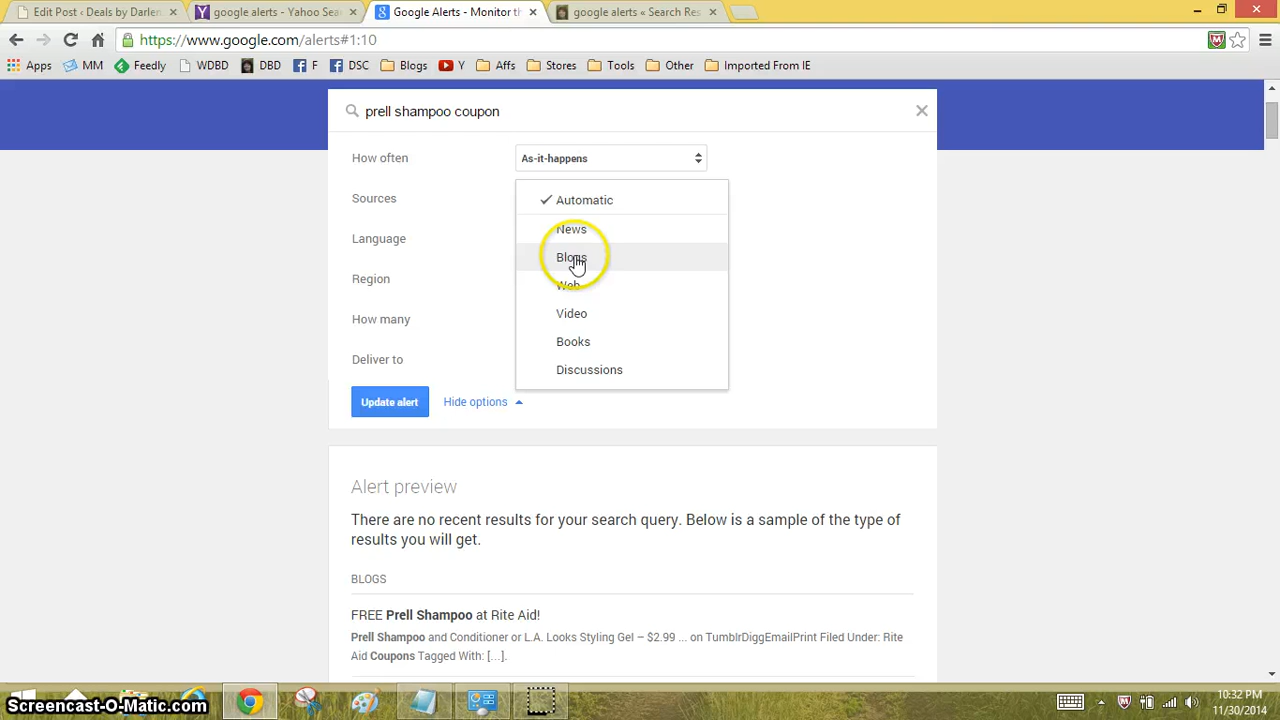 Edit Post ‹ Deals by Darlen
google alerts - Yahoo Sear
Google Alerts - Monitor th
google alerts « Search Res
https://www.google.com/alerts#1:10
Apps MM Feedly WDBD DBD F DSC Blogs Y Affs Stores Tools Other Imported From IE
prell shampoo coupon
How often As-it-happens
Sources Automatic
News
Language
Blogs
Region
Web
Video
How many
Books
Deliver to
Discussions
Update alert Hide options
Alert preview
There are no recent results for your search query. Below is a sample of the type of
results you will get.
BLOGS
FREE Prell Shampoo at Rite Aid!
Prell Shampoo and Conditioner or L.A. Looks Styling Gel – $2.99 ... on TumblrDiggEmailPrint Filed Under: Rite
Aid Coupons Tagged With: [...].
Screencast-O-Matic.com
10:32 PM
11/30/2014